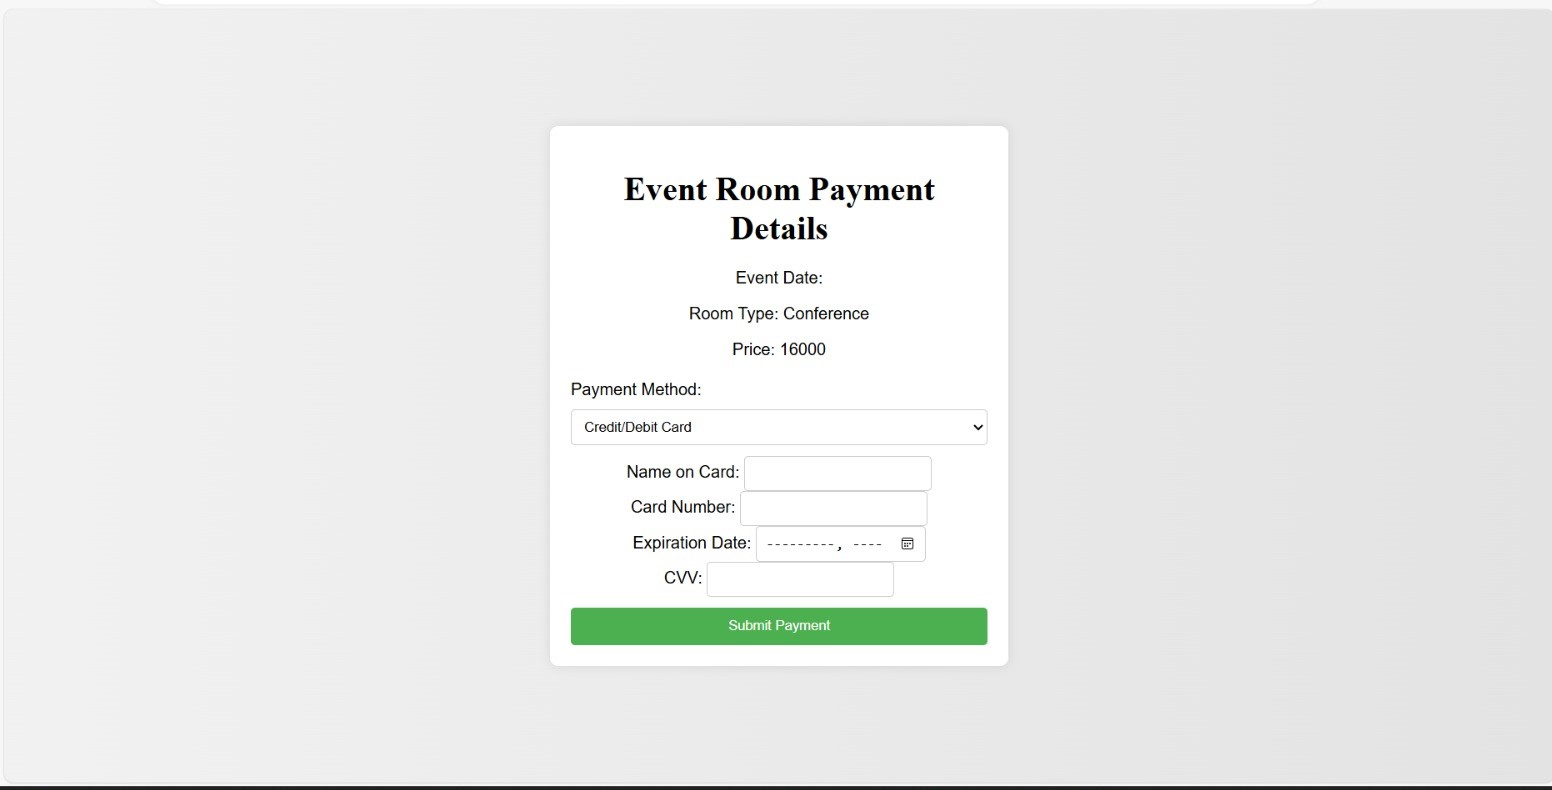 Event Room Payment
Details
Event Date:
Room Type: Conference
Price: 16000
Payment Method:
Credit/Debit Card
Name on Card:
Card Number:
Expiration Date: ---------, ----
CVV:
Submit Payment